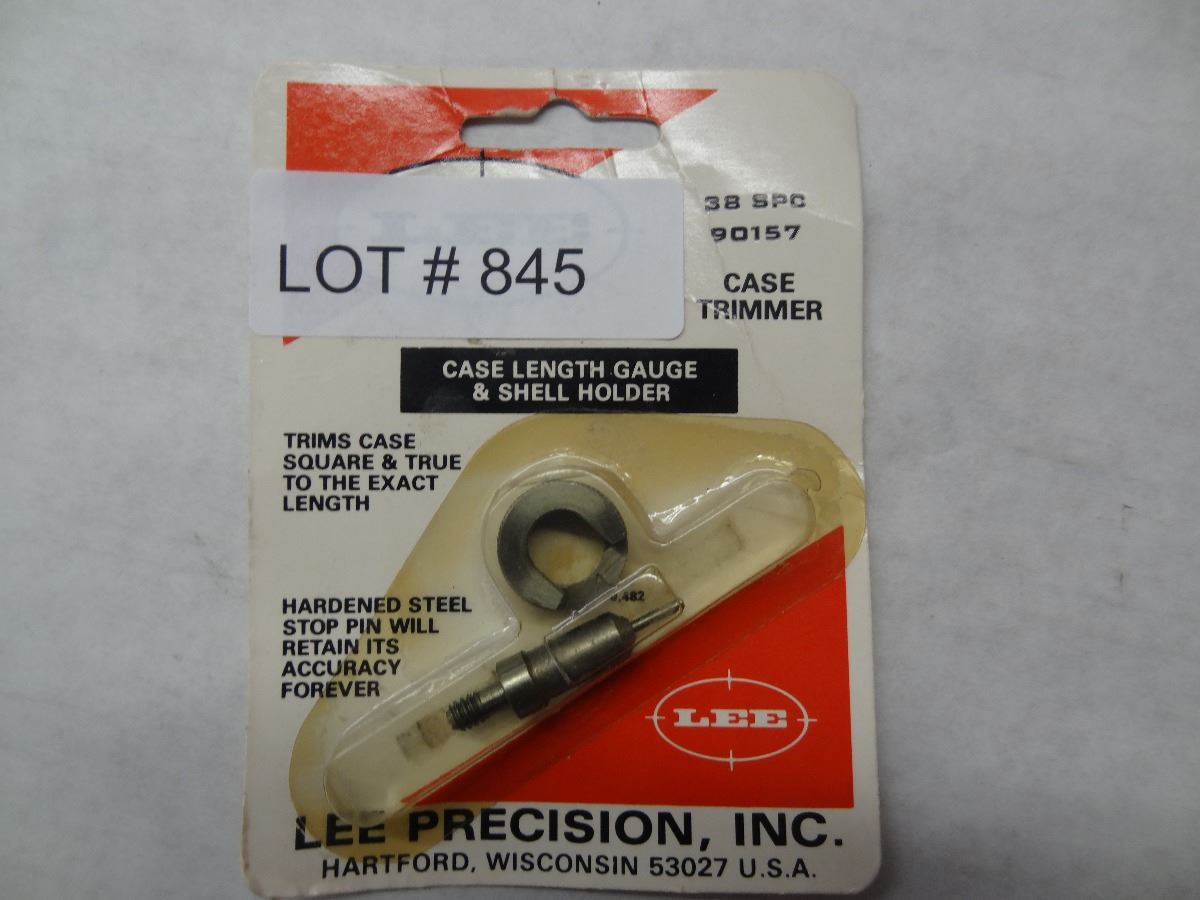 38 SPC
90157
CASE
TRIMMER
LOT # 845
CASE LENGTH GAUGE
& SHELL HOLDER
TRIMS CASE
SQUARE & TRUE
TO THE EXACT
LENGTH
HARDENED STEEL
STOP PIN WILL
RETAIN ITS
ACCURACY
FOREVER
LEE
LEE PRECISION, INC.
HARTFORD, WISCONSIN 53027 U.S.A.